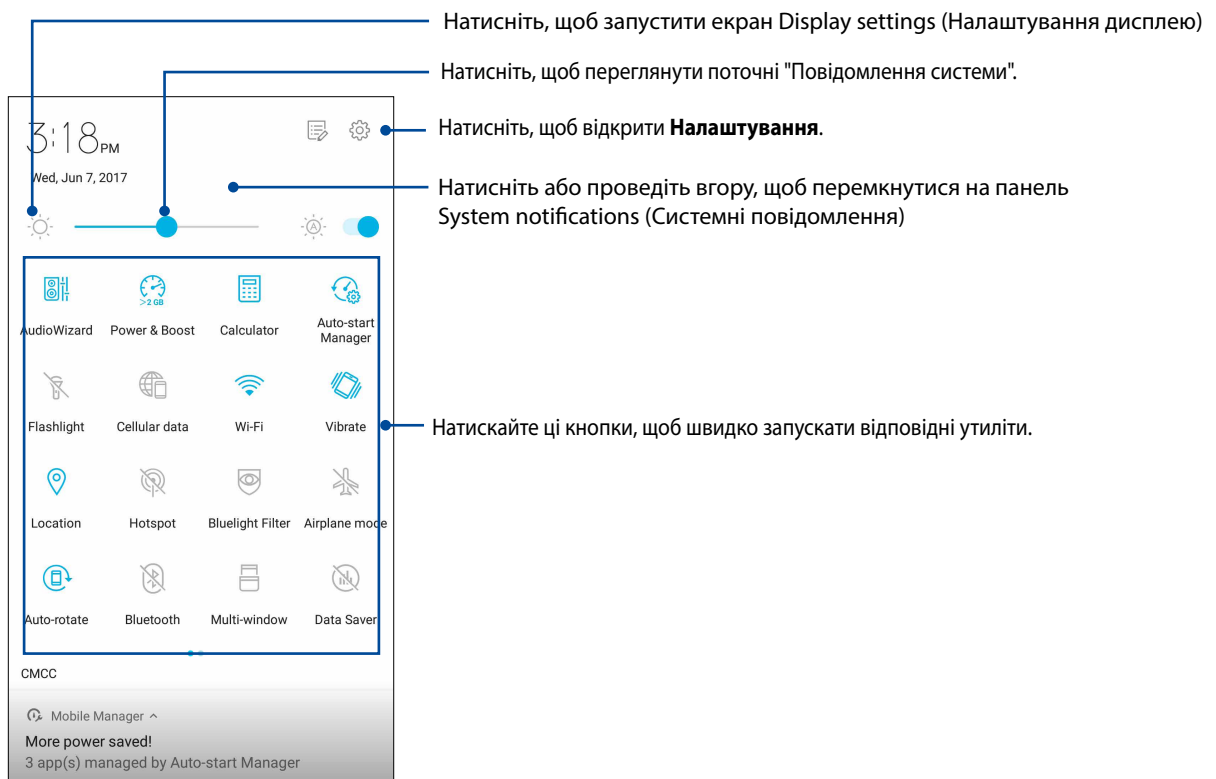 Натисніть, щоб запустити екран Display settings (Налаштування дисплею)
Натисніть, щоб переглянути поточні "Повідомлення системи".
Натисніть, щоб відкрити Налаштування.
Натисніть або проведіть вгору, щоб перемкнутися на панель
System notifications (Системні повідомлення)
3:18 PM
Wed, Jun 7, 2017
A
>2 GB
AudioWizard Power & Boost Calculator Auto-start
Manager
Flashlight Cellular data Wi-Fi Vibrate
Натискайте ці кнопки, щоб швидко запускати відповідні утиліти.
Location Hotspot Bluelight Filter Airplane mode
Auto-rotate Bluetooth Multi-window Data Saver
CMCC
Mobile Manager
More power saved!
3 app(s) managed by Auto-start Manager